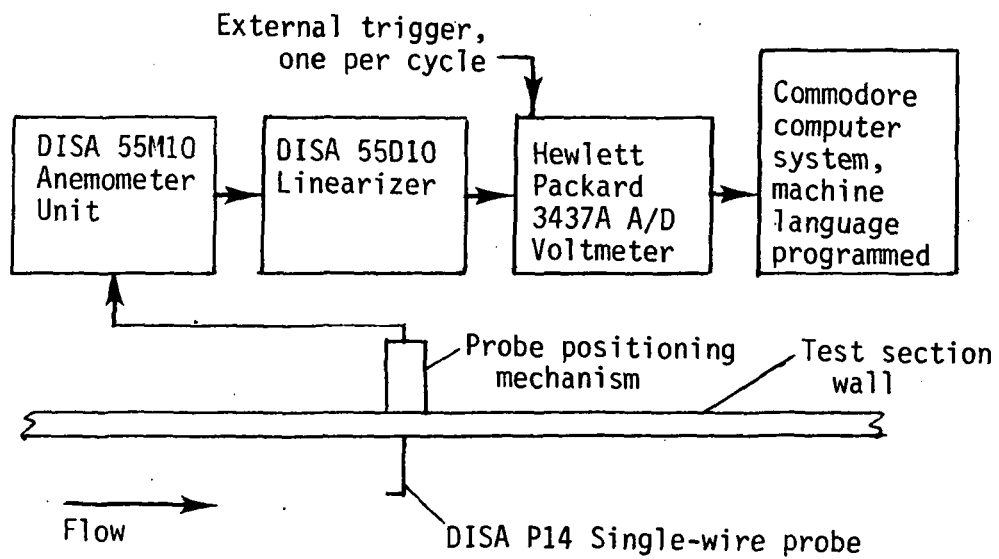 External trigger,
one per cycle
DISA 55M10
Anemometer
Unit
DISA 55D10
Linearizer
Hewlett
Packard
3437A A/D
Voltmeter
Commodore
computer
system,
machine
language
programmed
Probe positioning
mechanism
Test section
wall
Flow
DISA P14 Single-wire probe